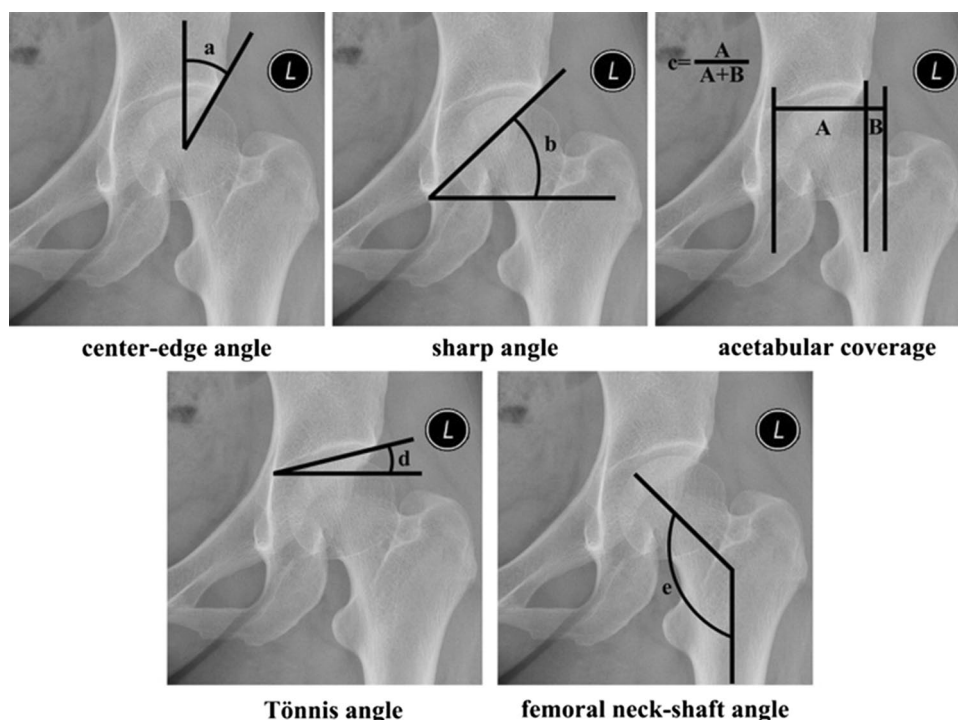 a
L
center-edge angle
b
L
sharp angle
c= A
A+B
A
B
L
acetabular coverage
d
L
Tönnis angle
e
L
femoral neck-shaft angle